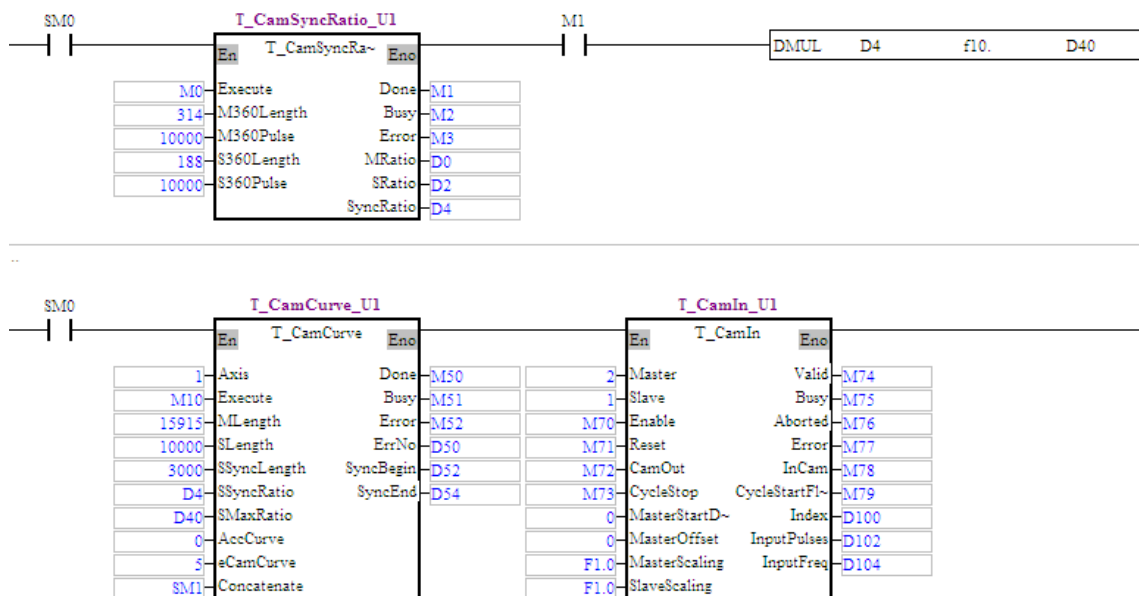 SM0 T_CamSyncRatio_U1 M1
En T_CamSyncRa~ Eno DMUL D4 f10. D40
M0 Execute Done M1
314 M360Length Busy M2
10000 M360Pulse Error M3
188 S360Length MRatio D0
10000 S360Pulse SRatio D2
SyncRatio D4
SM0 T_CamCurve_U1 T_CamIn_U1
En T_CamCurve Eno En T_CamIn Eno
1 Axis Done M50 2 Master Valid M74
M10 Execute Busy M51 1 Slave Busy M75
15915 MLength Error M52 M70 Enable Aborted M76
10000 SLength ErrNo D50 M71 Reset Error M77
3000 SSyncLength SyncBegin D52 M72 CamOut InCam M78
D4 SSyncRatio SyncEnd D54 M73 CycleStop CycleStartFl~ M79
D40 SMaxRatio 0 MasterStartD~ Index D100
0 AccCurve 0 MasterOffset InputPulses D102
5 eCamCurve F1.0 MasterScaling InputFreq D104
SM1 Concatenate F1.0 SlaveScaling